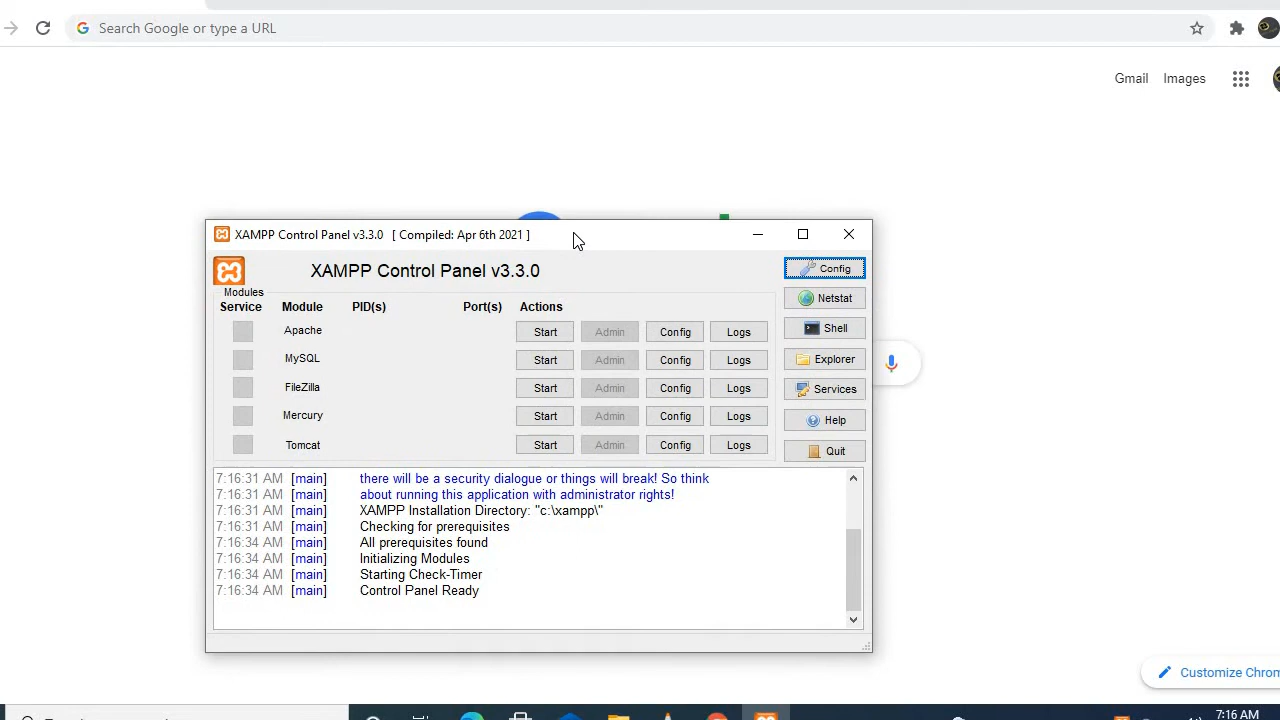 Search Google or type a URL
Gmail Images
XAMPP Control Panel v3.3.0 [ Compiled: Apr 6th 2021 ]
XAMPP Control Panel v3.3.0
Config
Modules
Service Module PID(s) Port(s) Actions
Netstat
Apache Start Admin Config Logs
Shell
MySQL Start Admin Config Logs
Explorer
FileZilla Start Admin Config Logs
Services
Mercury Start Admin Config Logs
Help
Tomcat Start Admin Config Logs
Quit
7:16:31 AM [main] there will be a security dialogue or things will break! So think
7:16:31 AM [main] about running this application with administrator rights!
7:16:31 AM [main] XAMPP Installation Directory: "c:\xampp\"
7:16:31 AM [main] Checking for prerequisites
7:16:34 AM [main] All prerequisites found
7:16:34 AM [main] Initializing Modules
7:16:34 AM [main] Starting Check-Timer
7:16:34 AM [main] Control Panel Ready
Customize Chrom
7:16 AM